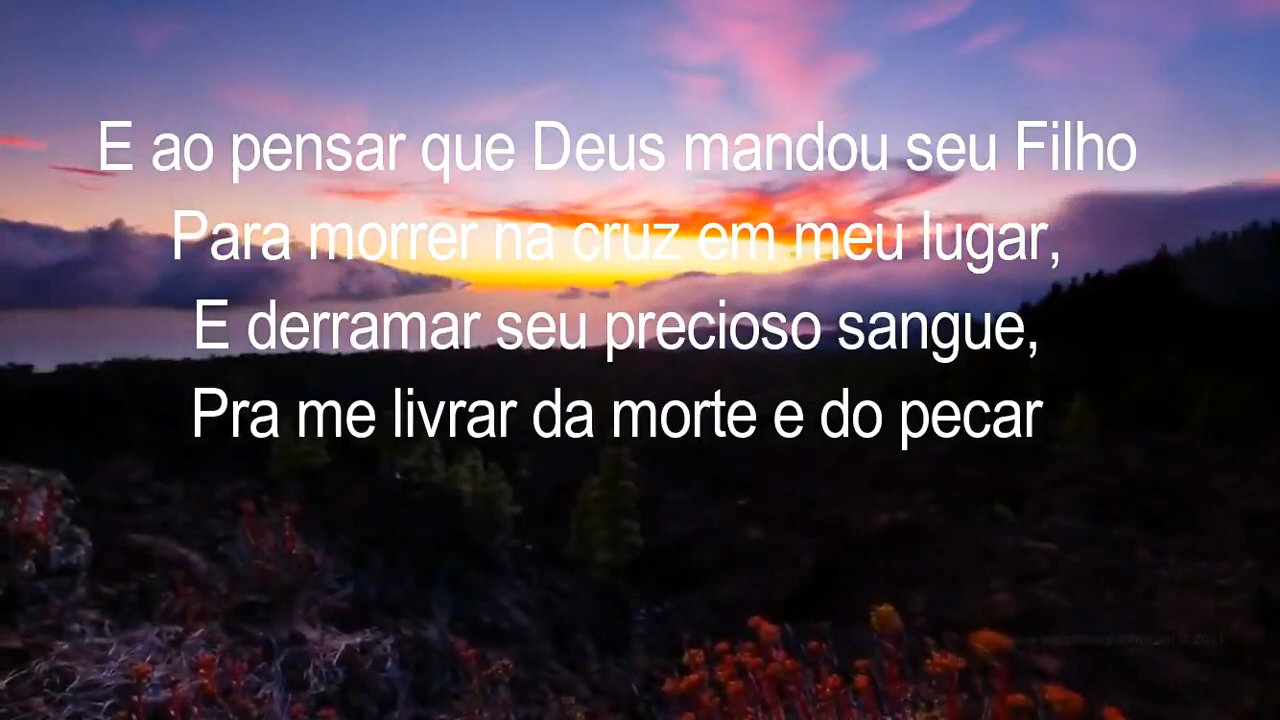 E ao pensar que Deus mandou seu Filho
Para morrer na cruz em meu lugar,
E derramar seu precioso sangue,
Pra me livrar da morte e do pecar